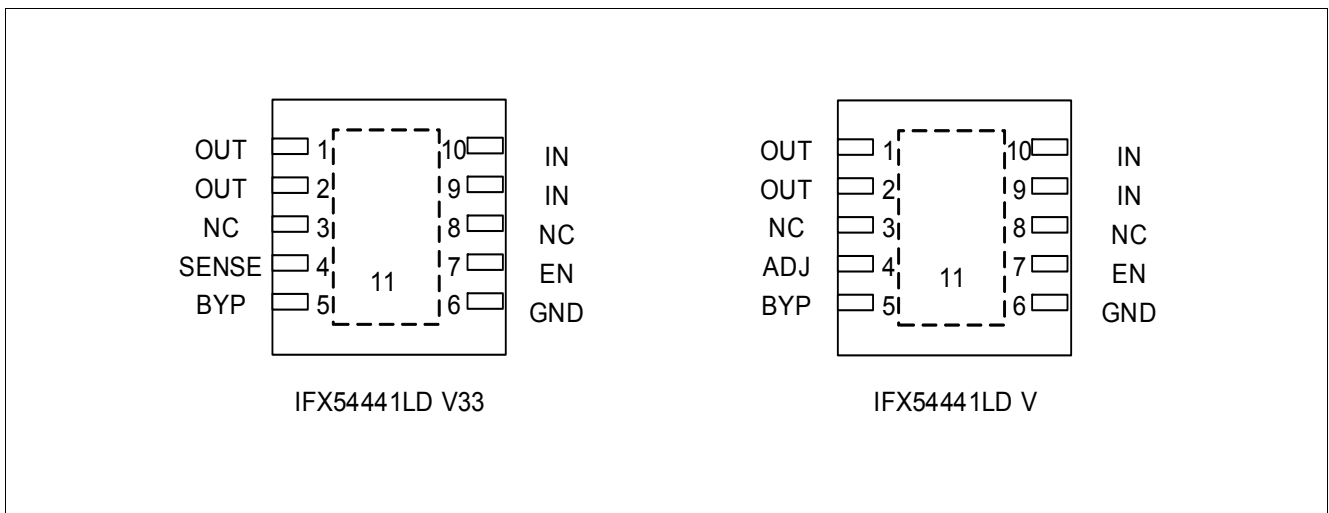 OUT 1 10 IN
OUT 2 9 IN
NC 3 8 NC
SENSE 4 7 EN
11
BYP 5 6 GND
IFX54441LD V33
OUT 1 10 IN
OUT 2 9 IN
NC 3 8 NC
ADJ 4 7 EN
11
BYP 5 6 GND
IFX54441LD V